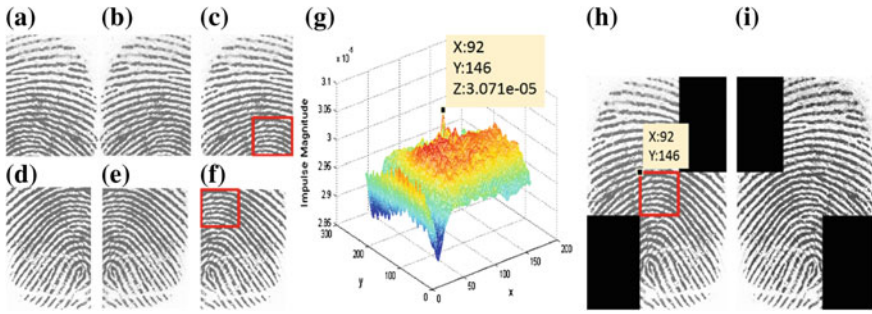 (a)
(b)
(c)
(d)
(e)
(f)
(g)
X:92
Y:146
Z:3.071e-05
x 10
3.1
3.05
3
2.95
2.9
2.85
Impulse Magnitude
300
200
100
0
y
0
50
100
150
200
x
(h)
X:92
Y:146
(i)